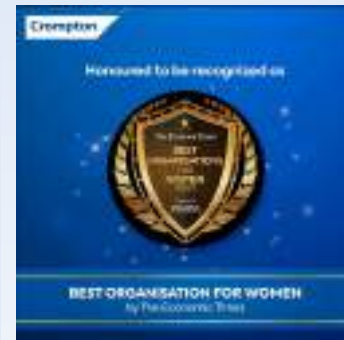 Crompton
Honoured to be recognized as
The Economic Times
BEST
ORGANISATIONS
WOMEN
BEST ORGANISATION FOR WOMEN
by The Economic Times